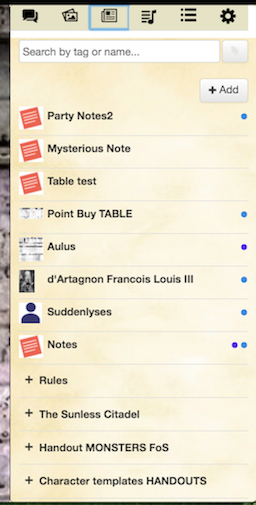 Search by tag or name...
+ Add
Party Notes2
Mysterious Note
Table test
Point Buy TABLE
Aulus
d'Artagnon Francois Louis III
Suddenlyses
Notes
+ Rules
+ The Sunless Citadel
+ Handout MONSTERS FoS
+ Character templates HANDOUTS